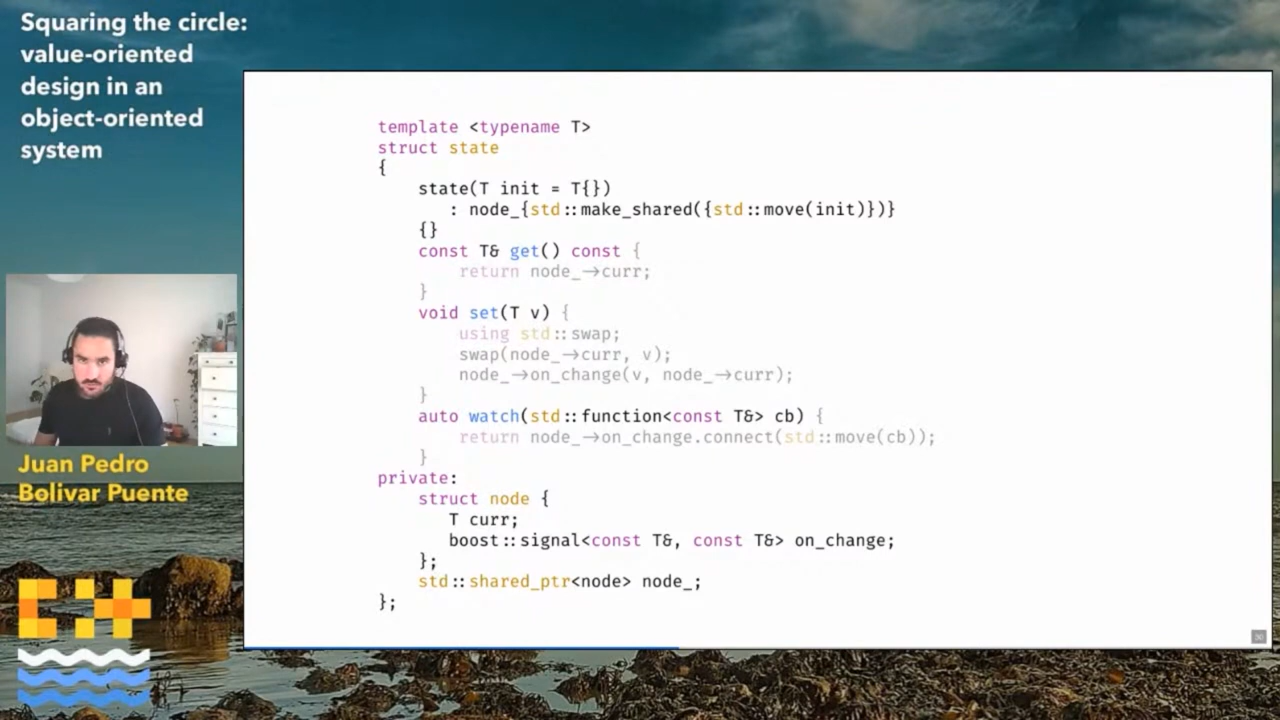 Squaring the circle:
value-oriented
design in an
object-oriented
system
template <typename T>
struct state
{
    state(T init = T{})
       : node_{std::make_shared({std::move(init)})}
    {}
    const T& get() const {
        return node_->curr;
    }
    void set(T v) {
        using std::swap;
        swap(node_->curr, v);
        node_->on_change(v, node_->curr);
    }
    auto watch(std::function<const T&> cb) {
        return node_->on_change.connect(std::move(cb));
    }
private:
    struct node {
       T curr;
       boost::signal<const T&, const T&> on_change;
    };
    std::shared_ptr<node> node_;
};
Juan Pedro
Bolivar Puente
C++